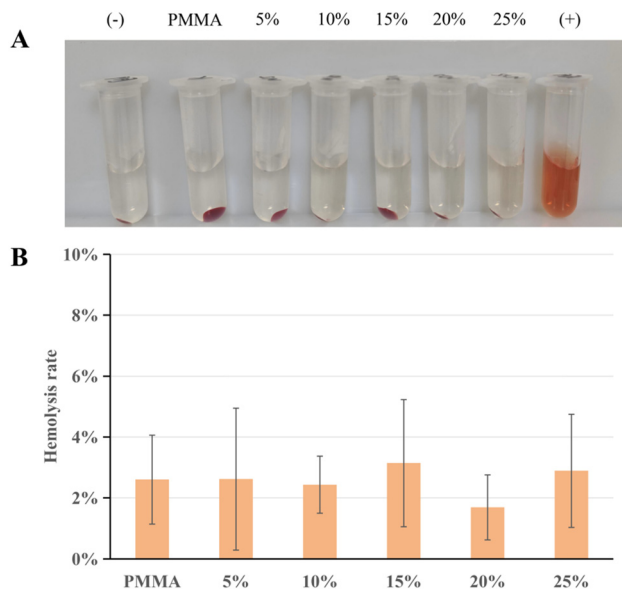 (-) PMMA 5% 10% 15% 20% 25% (+)
A
B
10%
8%
6%
4%
2%
0%
Hemolysis rate
PMMA 5% 10% 15% 20% 25%